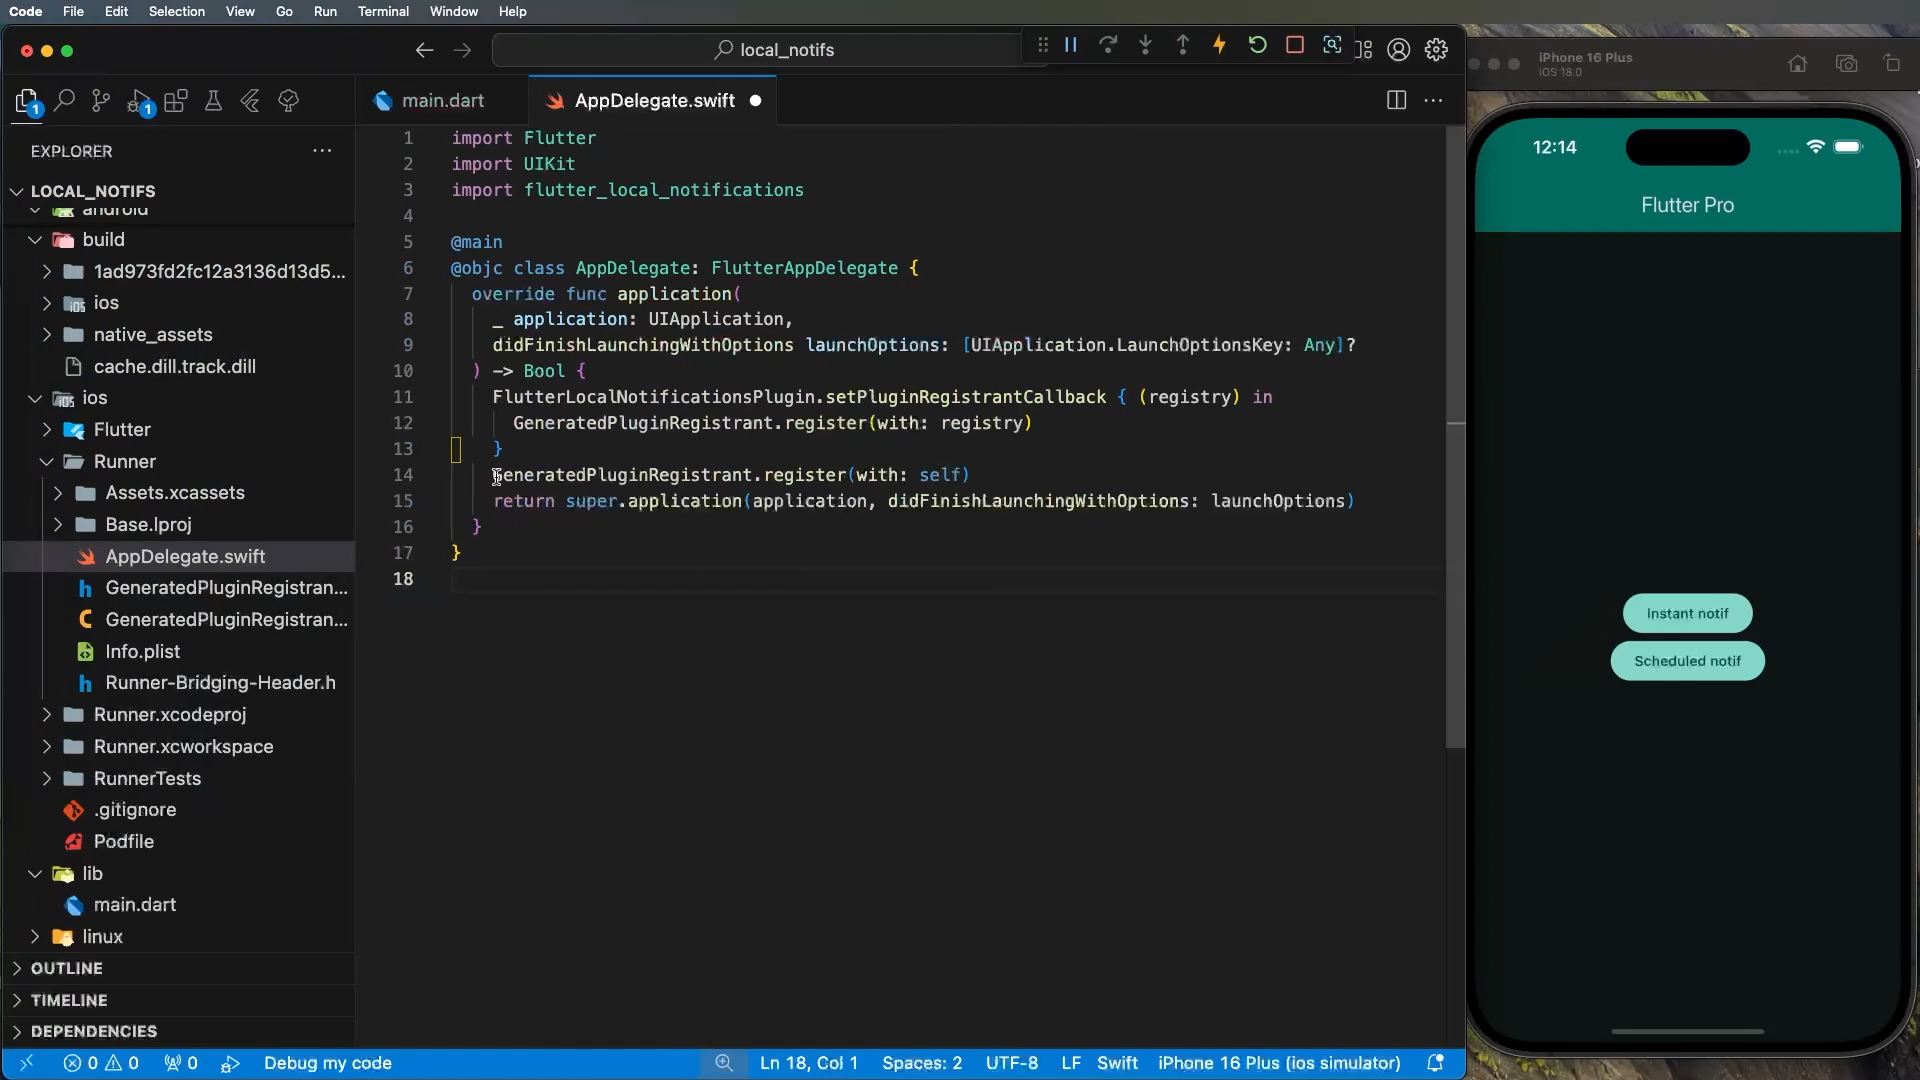 Code File Edit Selection View Go Run Terminal Window Help
local_notifs
1 1
main.dart AppDelegate.swift
EXPLORER
LOCAL_NOTIFS
android
build
1ad973fd2fc12a3136d13d5...
ios
native_assets
cache.dill.track.dill
ios
Flutter
Runner
Assets.xcassets
Base.lproj
AppDelegate.swift
GeneratedPluginRegistran...
GeneratedPluginRegistran...
Info.plist
Runner-Bridging-Header.h
Runner.xcodeproj
Runner.xcworkspace
RunnerTests
.gitignore
Podfile
lib
main.dart
linux
OUTLINE
TIMELINE
DEPENDENCIES
1 import Flutter
2 import UIKit
3 import flutter_local_notifications
4
5 @main
6 @objc class AppDelegate: FlutterAppDelegate {
7 override func application(
8 _ application: UIApplication,
9 didFinishLaunchingWithOptions launchOptions: [UIApplication.LaunchOptionsKey: Any]?
10 ) -> Bool {
11 FlutterLocalNotificationsPlugin.setPluginRegistrantCallback { (registry) in
12 GeneratedPluginRegistrant.register(with: registry)
13 }
14 GeneratedPluginRegistrant.register(with: self)
15 return super.application(application, didFinishLaunchingWithOptions: launchOptions)
16 }
17 }
18
0 0 0 Debug my code Ln 18, Col 1 Spaces: 2 UTF-8 LF Swift iPhone 16 Plus (ios simulator)
iPhone 16 Plus
iOS 18.0
12:14
Flutter Pro
Instant notif
Scheduled notif